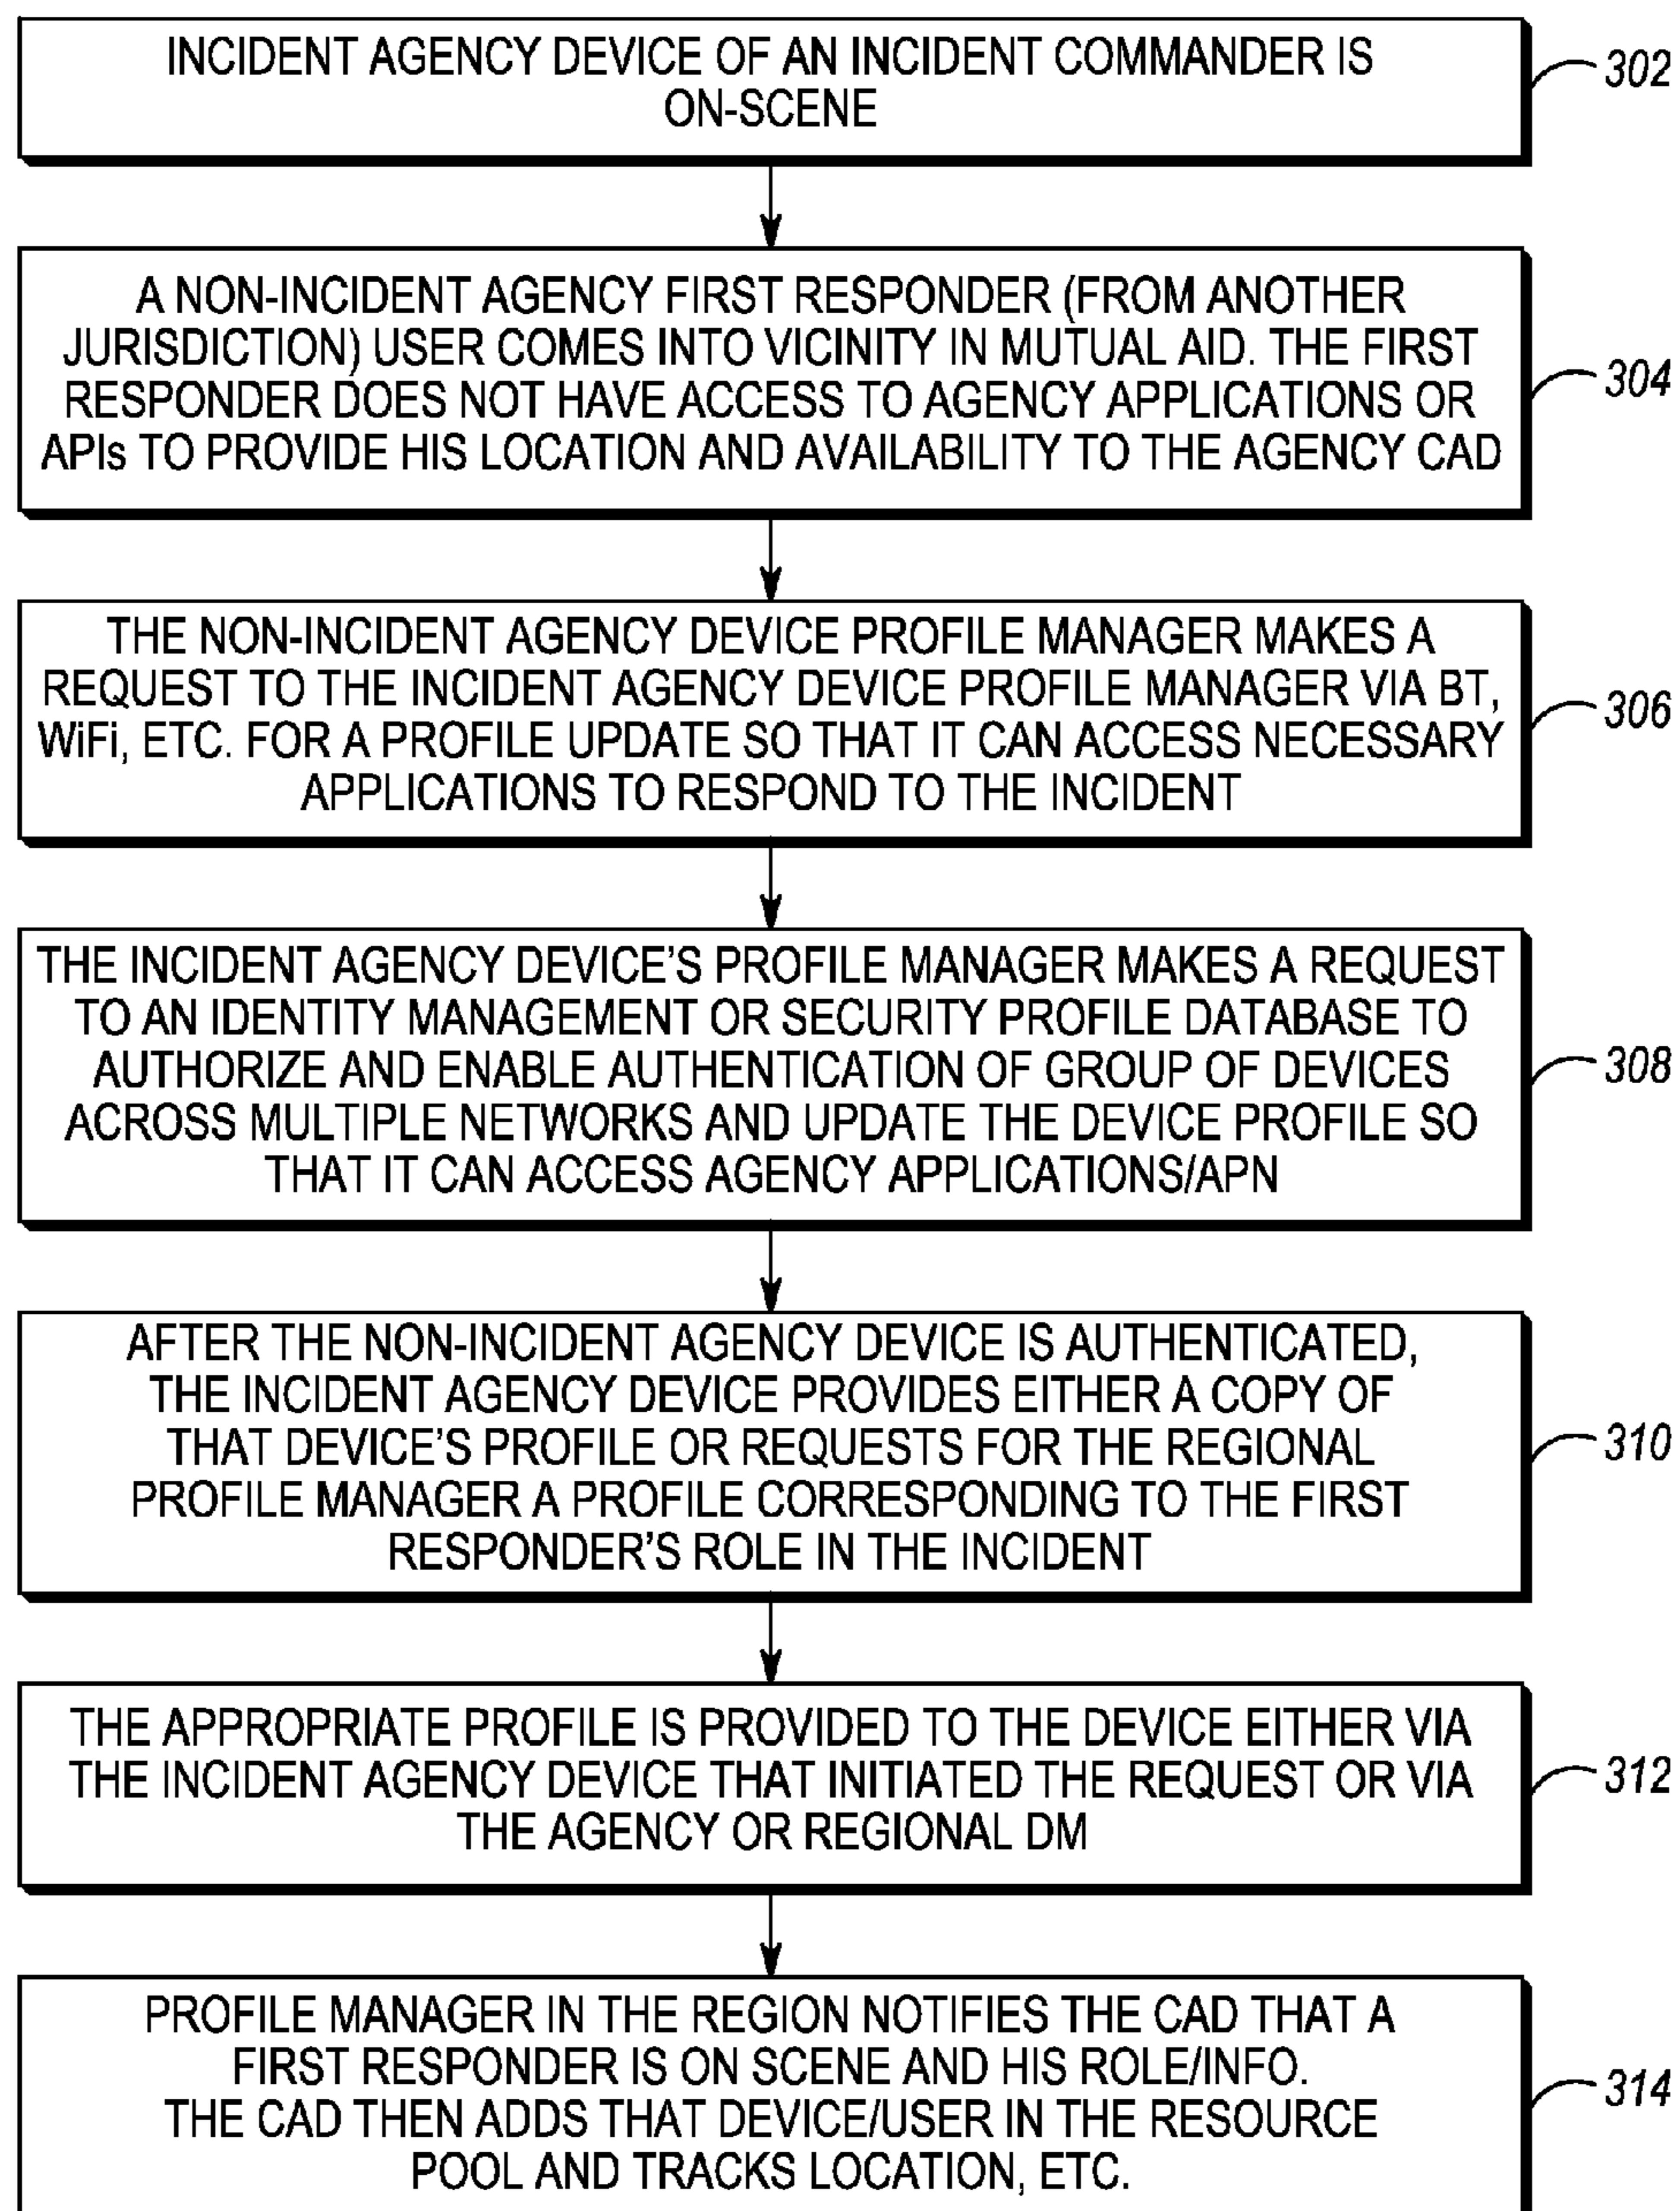 INCIDENT AGENCY DEVICE OF AN INCIDENT COMMANDER IS
ON-SCENE
302
A NON-INCIDENT AGENCY FIRST RESPONDER (FROM ANOTHER
JURISDICTION) USER COMES INTO VICINITY IN MUTUAL AID. THE FIRST
RESPONDER DOES NOT HAVE ACCESS TO AGENCY APPLICATIONS OR
APIs TO PROVIDE HIS LOCATION AND AVAILABILITY TO THE AGENCY CAD
304
THE NON-INCIDENT AGENCY DEVICE PROFILE MANAGER MAKES A
REQUEST TO THE INCIDENT AGENCY DEVICE PROFILE MANAGER VIA BT,
WiFi, ETC. FOR A PROFILE UPDATE SO THAT IT CAN ACCESS NECESSARY
APPLICATIONS TO RESPOND TO THE INCIDENT
306
THE INCIDENT AGENCY DEVICE'S PROFILE MANAGER MAKES A REQUEST
TO AN IDENTITY MANAGEMENT OR SECURITY PROFILE DATABASE TO
AUTHORIZE AND ENABLE AUTHENTICATION OF GROUP OF DEVICES
ACROSS MULTIPLE NETWORKS AND UPDATE THE DEVICE PROFILE SO
THAT IT CAN ACCESS AGENCY APPLICATIONS/APN
308
AFTER THE NON-INCIDENT AGENCY DEVICE IS AUTHENTICATED,
THE INCIDENT AGENCY DEVICE PROVIDES EITHER A COPY OF
THAT DEVICE'S PROFILE OR REQUESTS FOR THE REGIONAL
PROFILE MANAGER A PROFILE CORRESPONDING TO THE FIRST
RESPONDER'S ROLE IN THE INCIDENT
310
THE APPROPRIATE PROFILE IS PROVIDED TO THE DEVICE EITHER VIA
THE INCIDENT AGENCY DEVICE THAT INITIATED THE REQUEST OR VIA
THE AGENCY OR REGIONAL DM
312
PROFILE MANAGER IN THE REGION NOTIFIES THE CAD THAT A
FIRST RESPONDER IS ON SCENE AND HIS ROLE/INFO.
THE CAD THEN ADDS THAT DEVICE/USER IN THE RESOURCE
POOL AND TRACKS LOCATION, ETC.
314